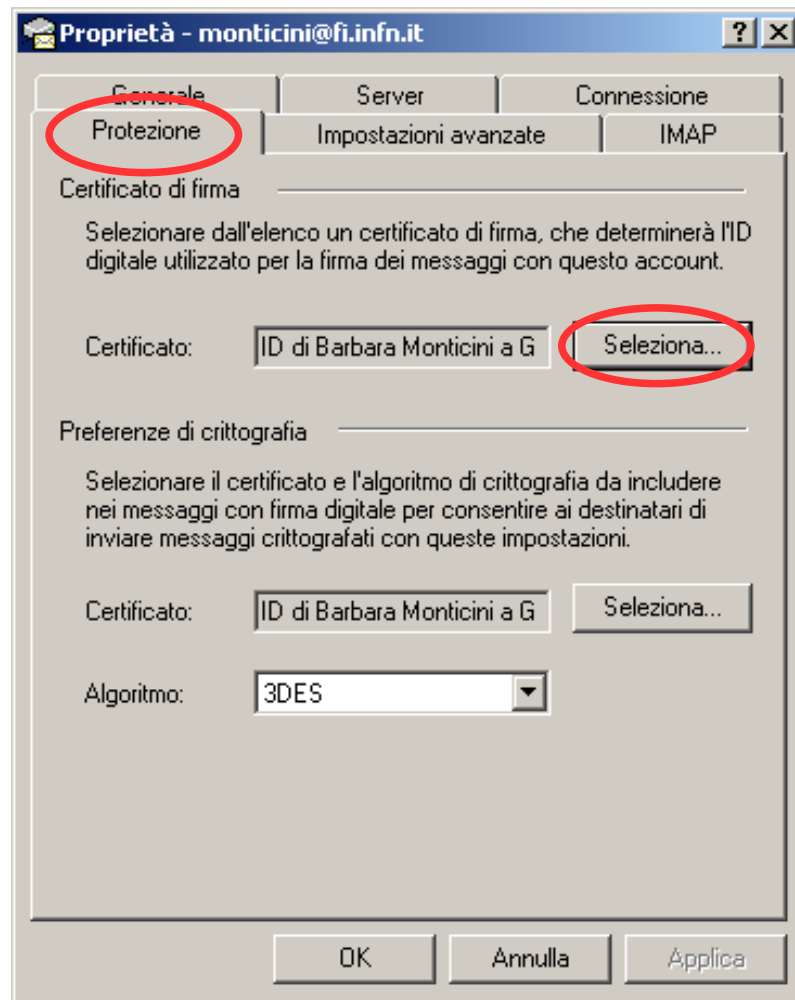 Proprietà - monticini@fi.infn.it
Generale
Server
Connessione
Protezione
Impostazioni avanzate
IMAP
Certificato di firma
Selezionare dall'elenco un certificato di firma, che determinerà l'ID
digitale utilizzato per la firma dei messaggi con questo account.
Certificato:
ID di Barbara Monticini a G
Seleziona...
Preferenze di crittografia
Selezionare il certificato e l'algoritmo di crittografia da includere
nei messaggi con firma digitale per consentire ai destinatari di
inviare messaggi crittografati con queste impostazioni.
Certificato:
ID di Barbara Monticini a G
Seleziona...
Algoritmo:
3DES
OK
Annulla
Applica